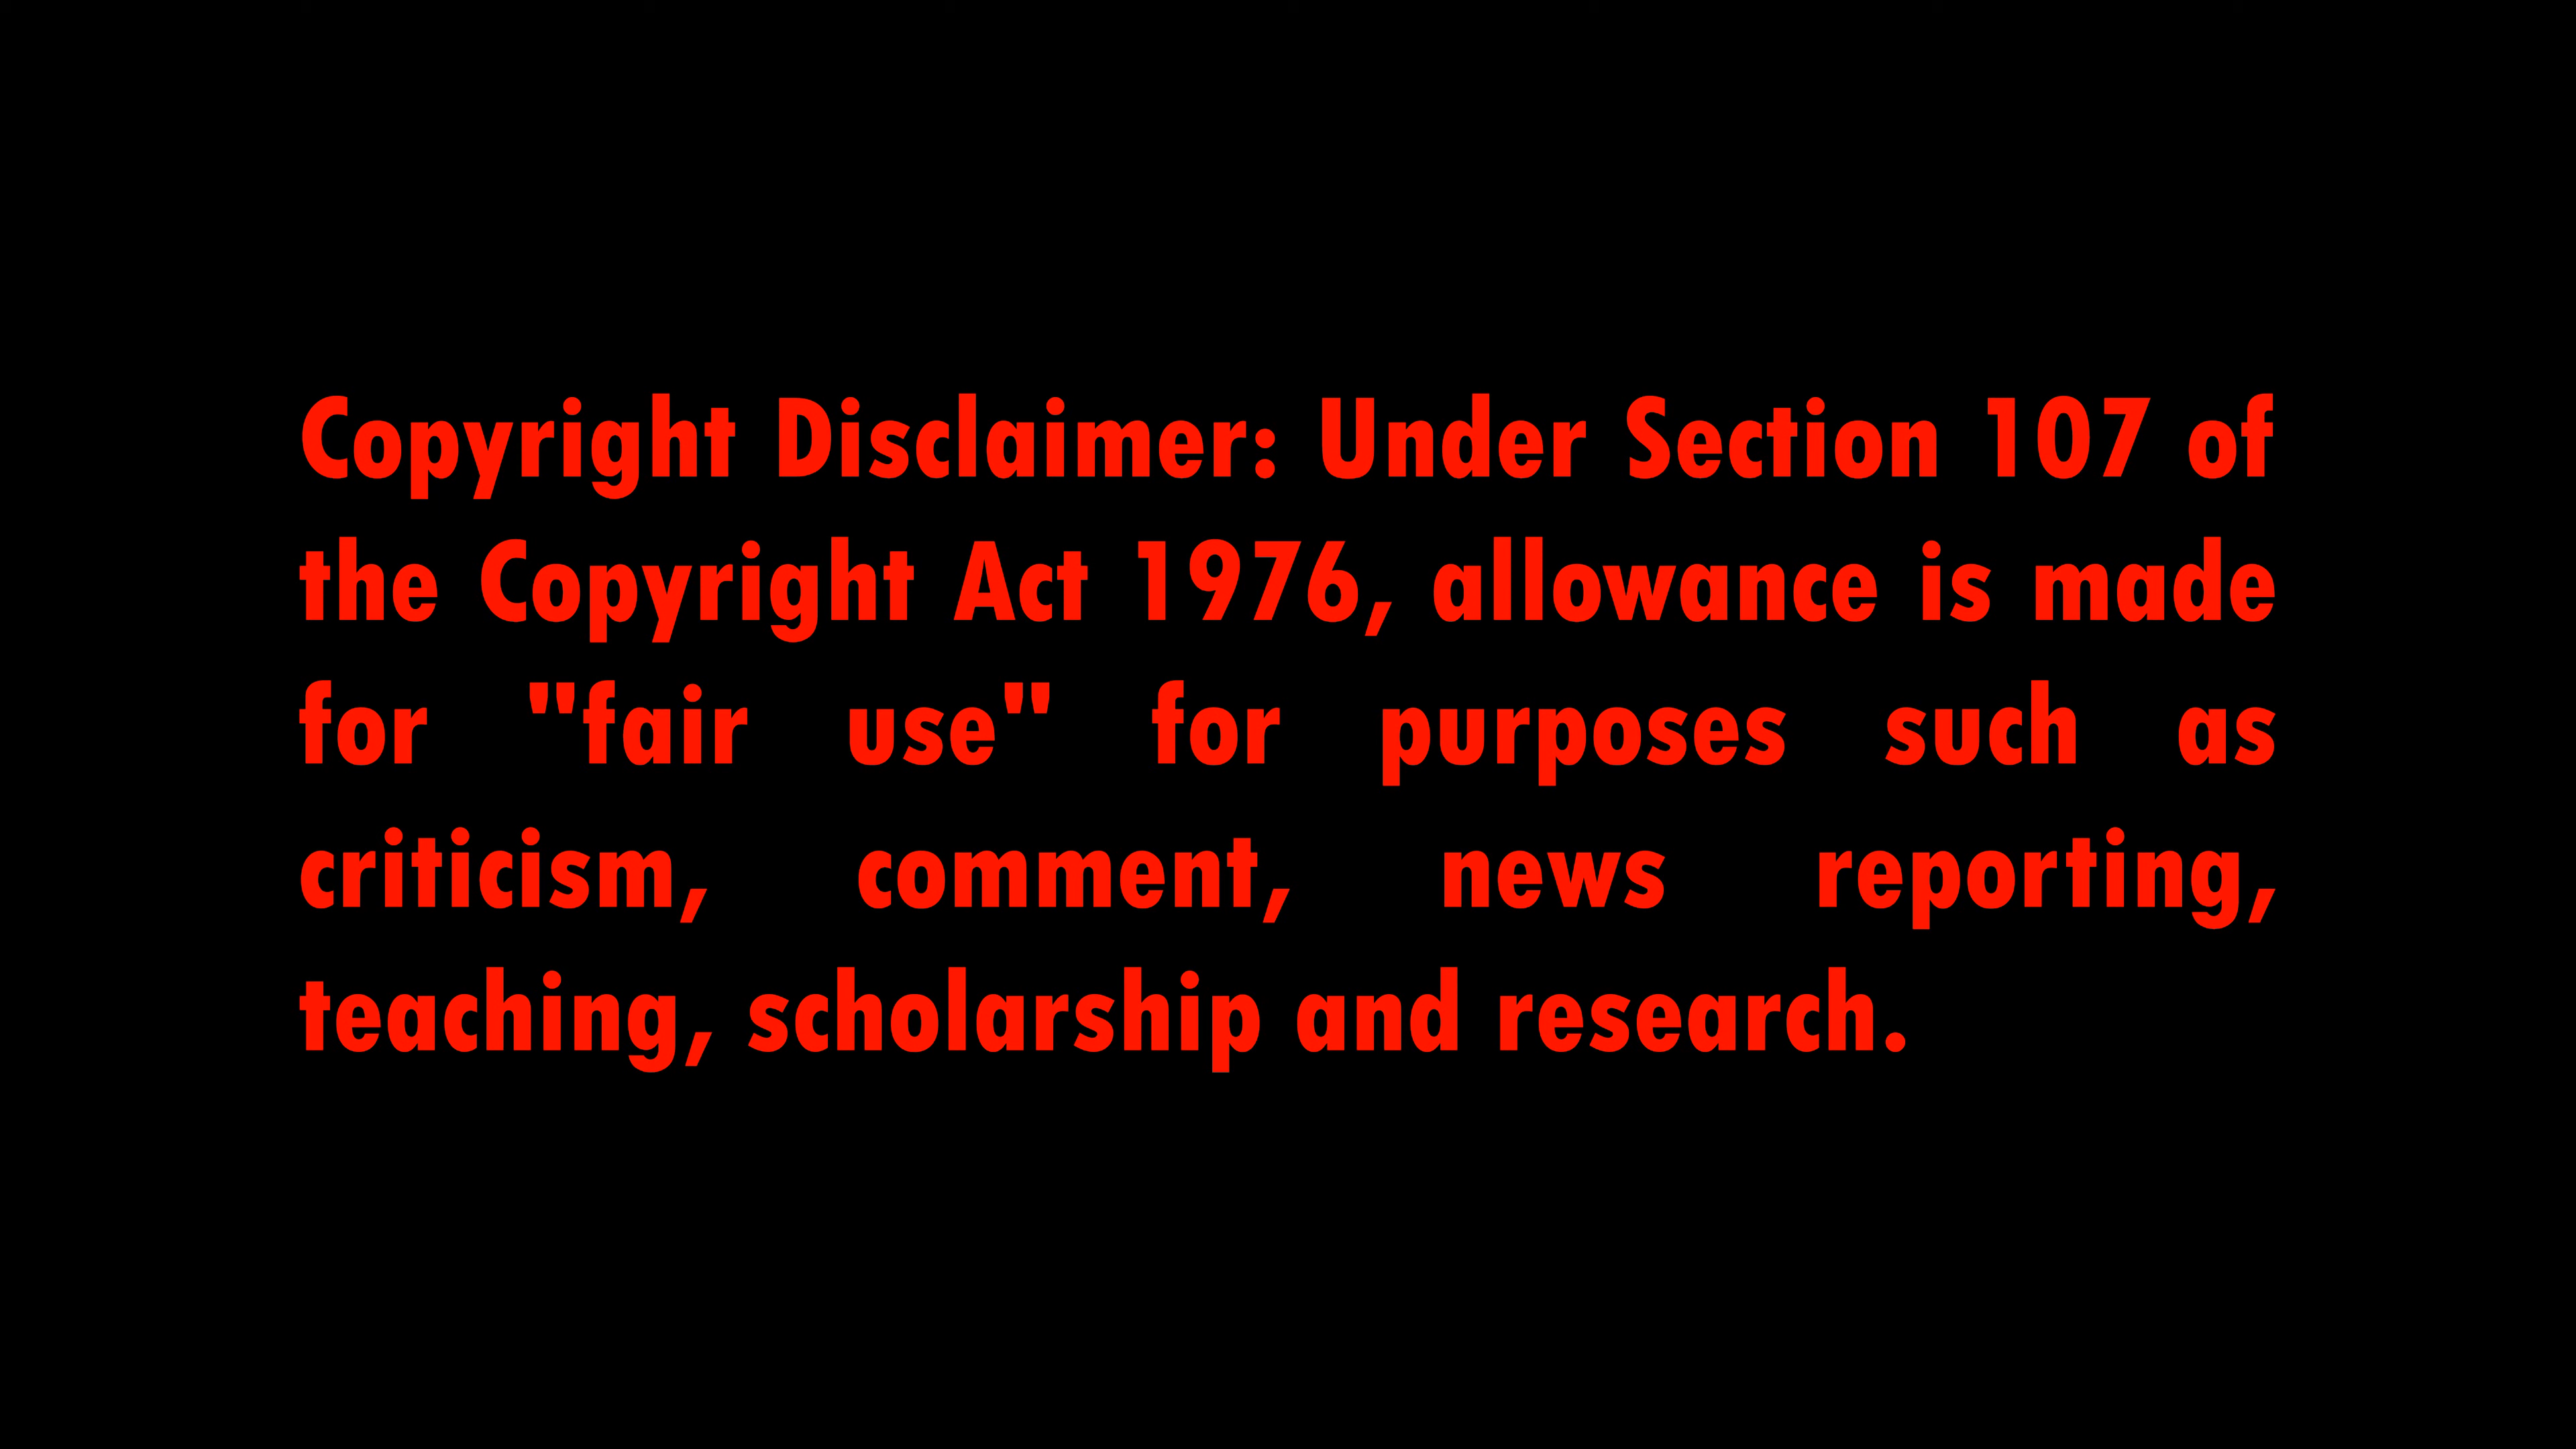 Copyright Disclaimer: Under Section 107 of
the Copyright Act 1976, allowance is made
for "fair use" for purposes such as
criticism, comment, news reporting,
teaching, scholarship and research.